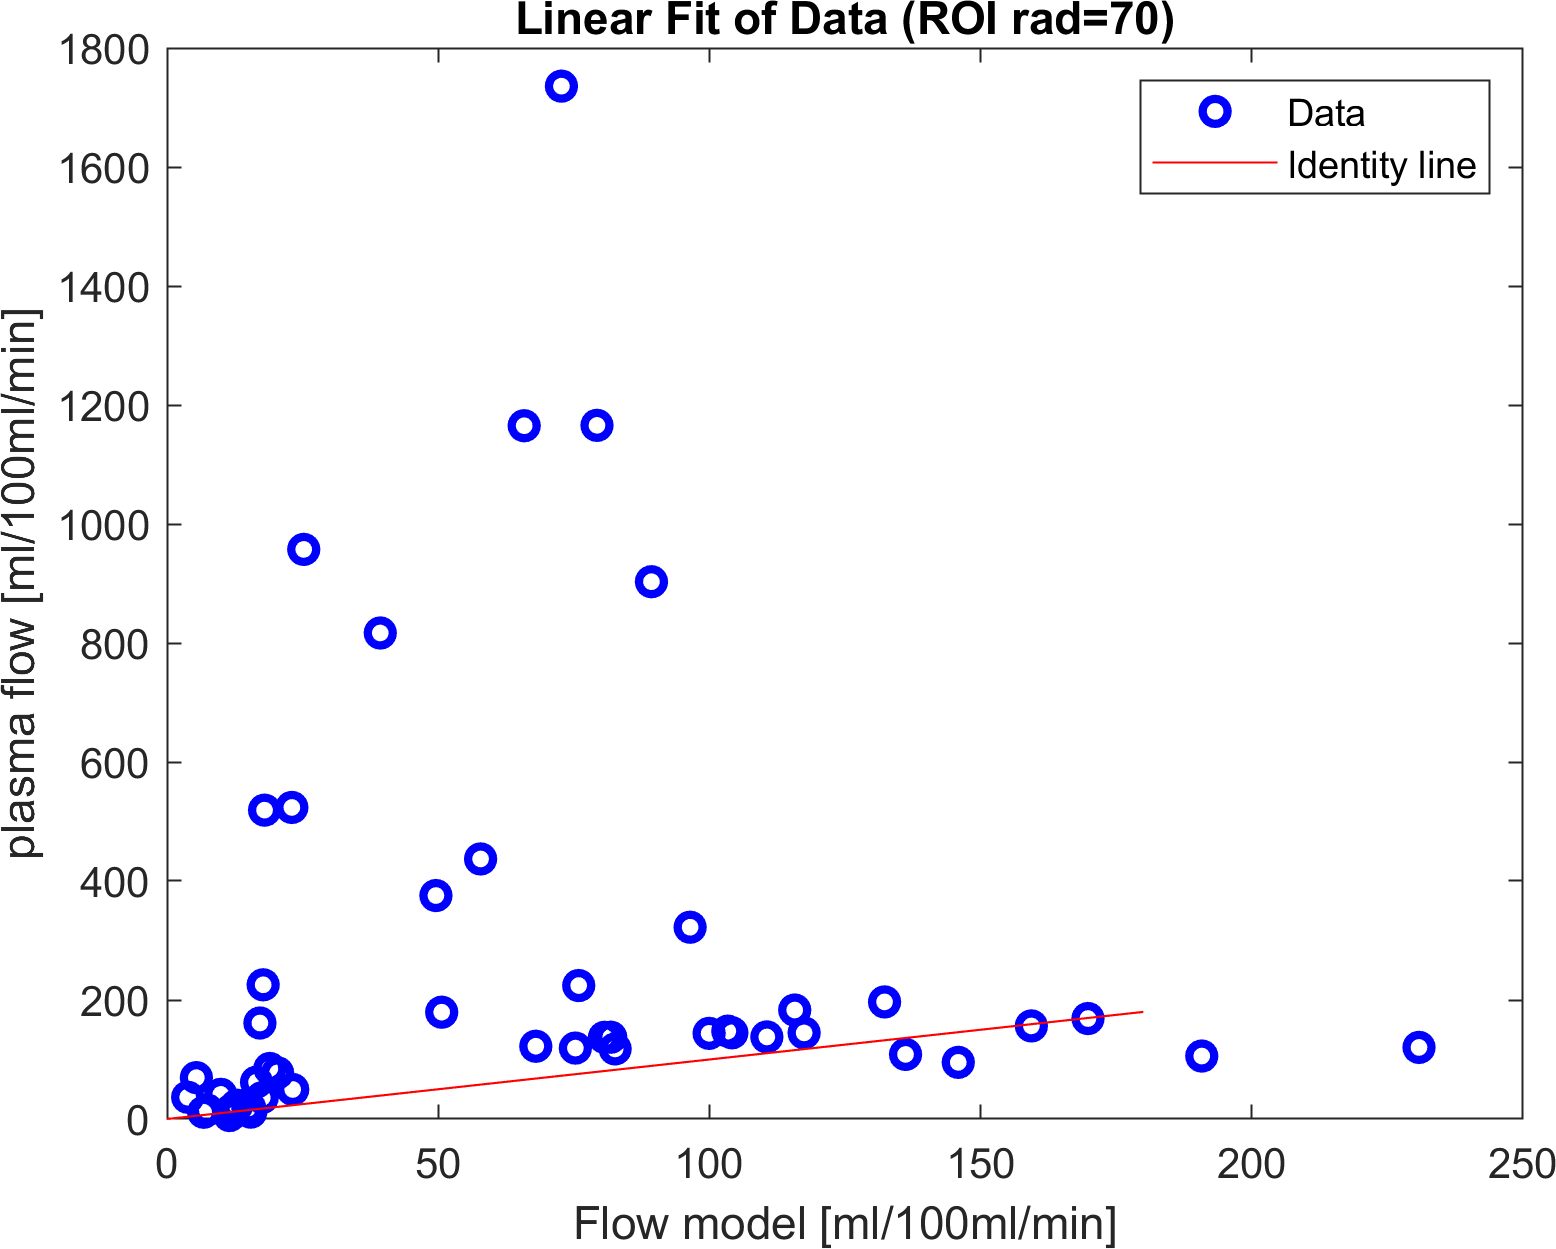 Linear Fit of Data (ROI rad=70)
1800
1600
1400
1200
1000
800
600
400
200
0
plasma flow [ml/100ml/min]
Data
Identity line
0 50 100 150 200 250
Flow model [ml/100ml/min]